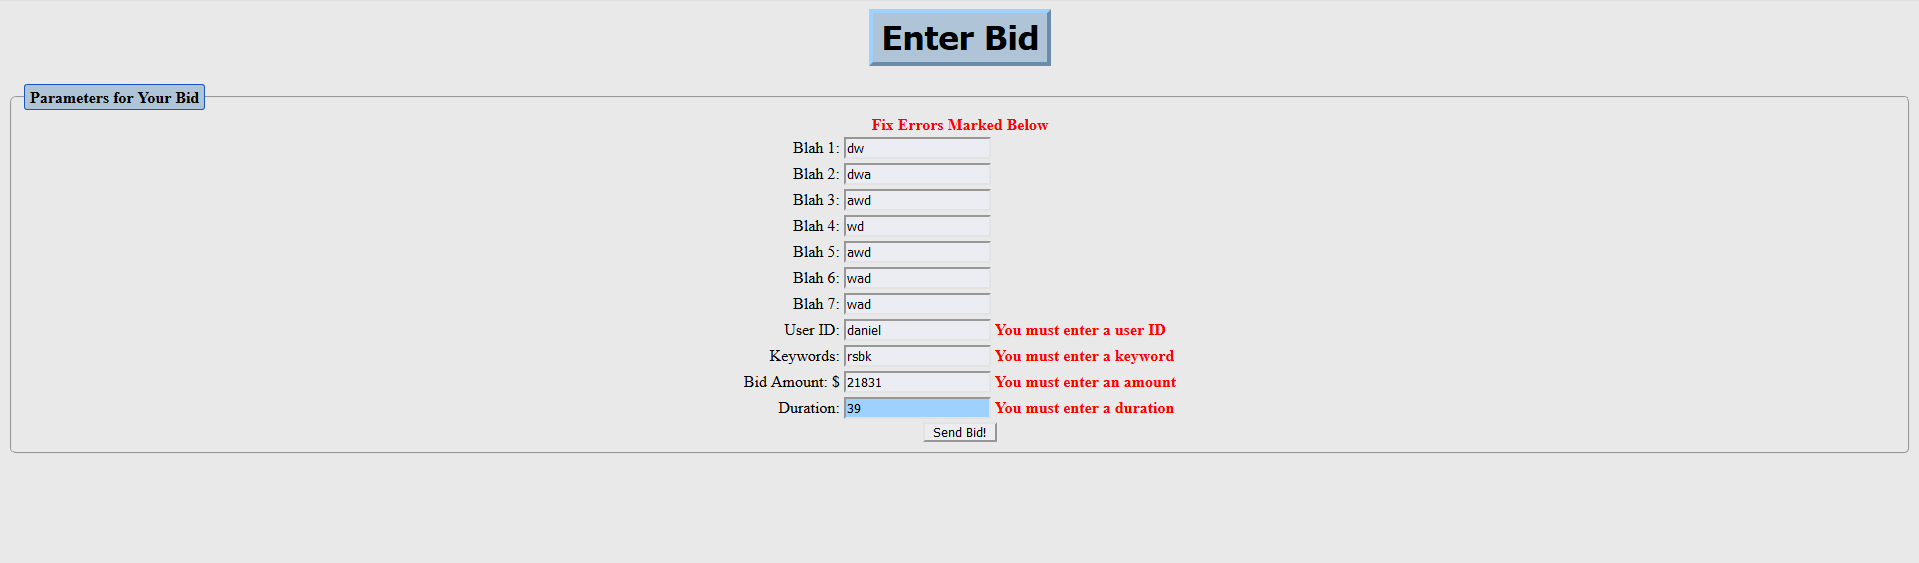 Enter Bid
Parameters for Your Bid
Fix Errors Marked Below
Blah 1: dw
Blah 2: dwa
Blah 3: awd
Blah 4: wd
Blah 5: awd
Blah 6: wad
Blah 7: wad
User ID: daniel You must enter a user ID
Keywords: rsbk You must enter a keyword
Bid Amount: $ 21831 You must enter an amount
Duration: 39 You must enter a duration
Send Bid!